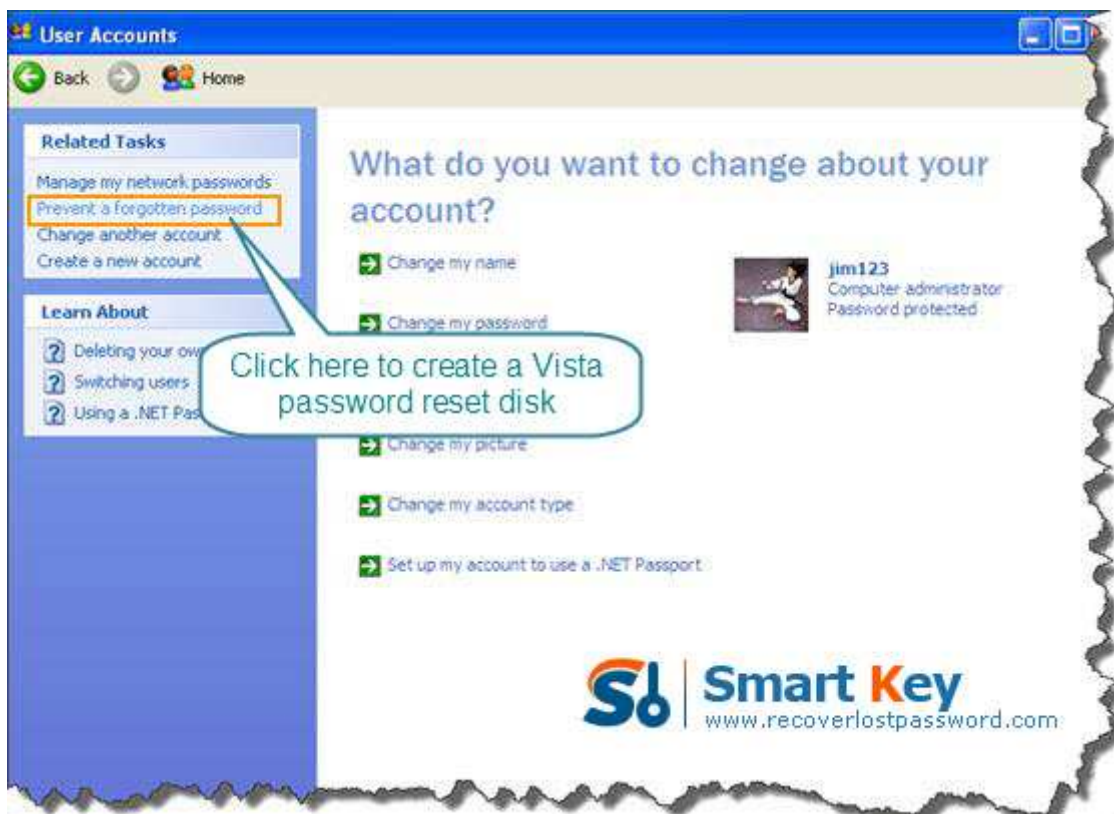 User Accounts
Back Home
Related Tasks
Manage my network passwords
Prevent a forgotten password
Change another account
Create a new account
Learn About
Deleting your ow
Switching users
Using a .NET Pas
What do you want to change about your
account?
Change my name
Change my password
Click here to create a Vista
password reset disk
Change my picture
Change my account type
Set up my account to use a .NET Passport
jim123
Computer administrator
Password protected
Smart Key
www.recoverlostpassword.com